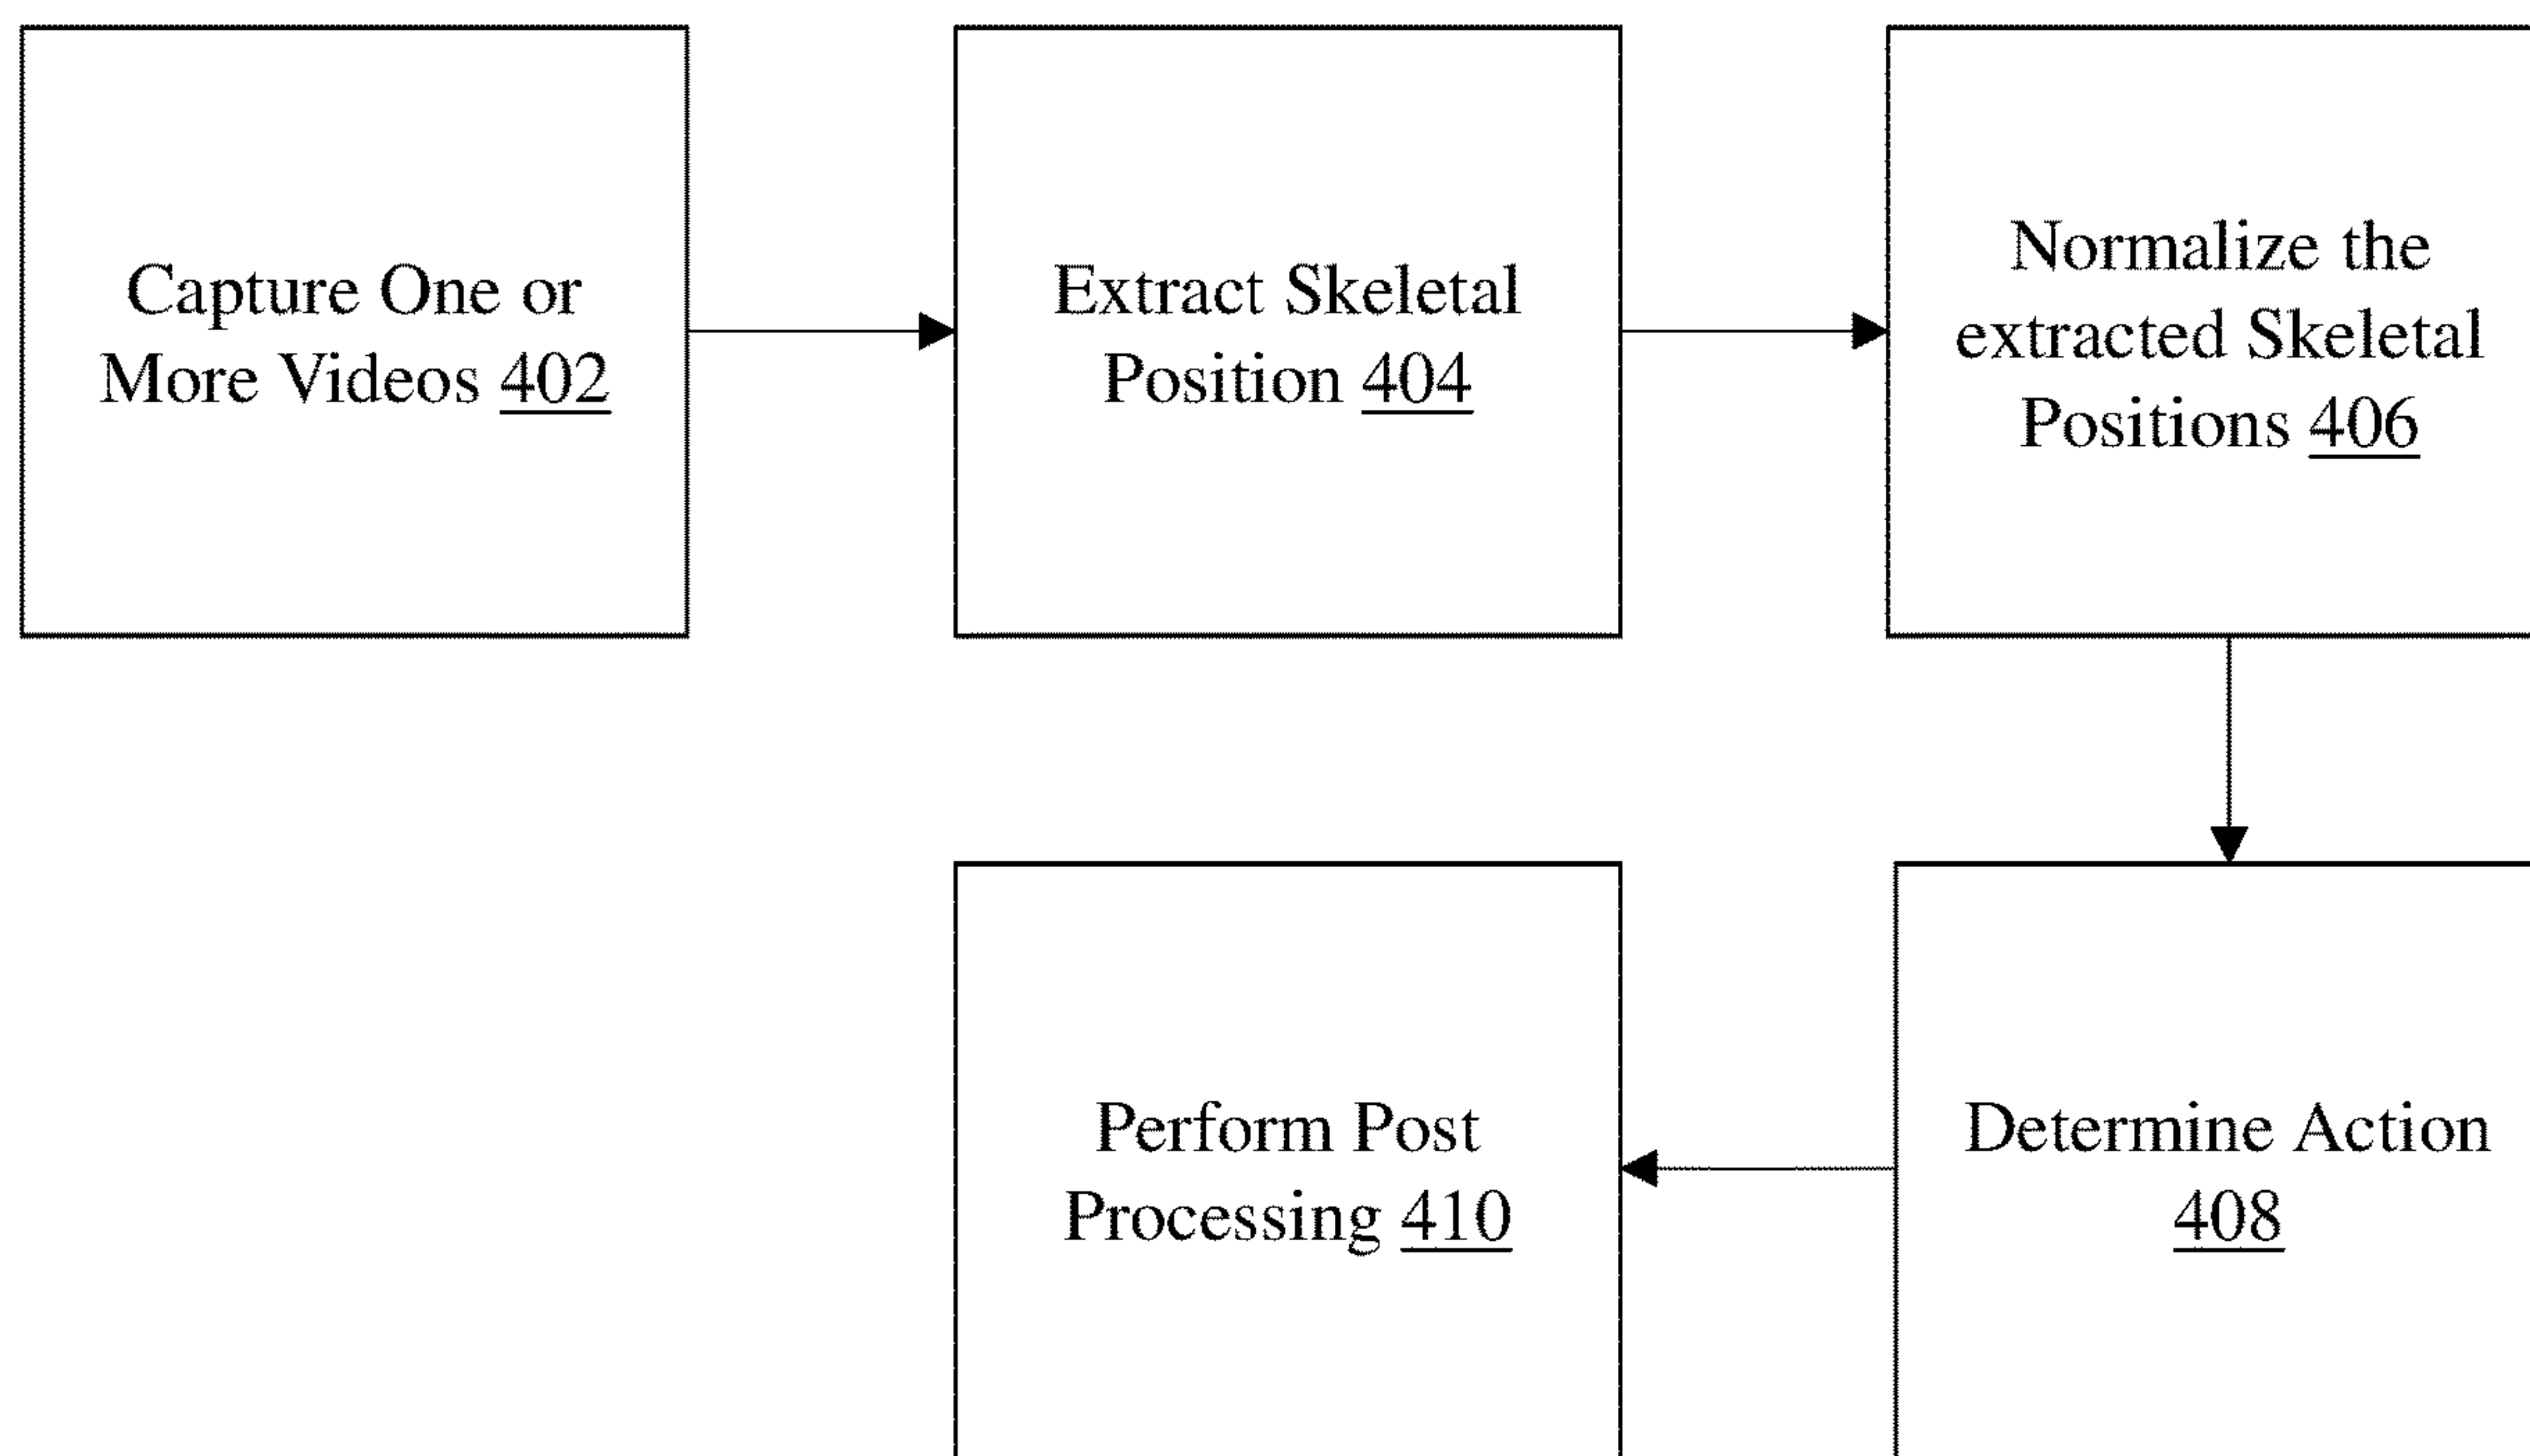 Capture One or
More Videos 402
Extract Skeletal
Position 404
Normalize the
extracted Skeletal
Positions 406
Determine Action
408
Perform Post
Processing 410